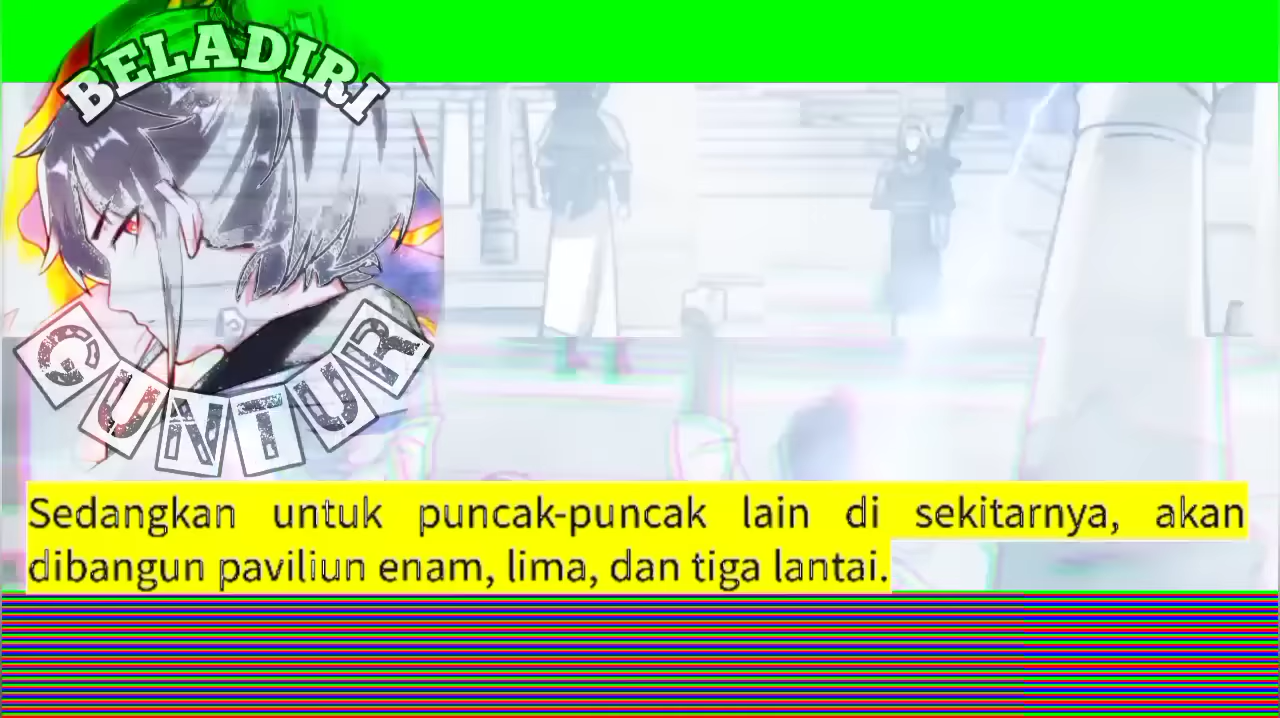 BELADIRI
GUNTUR
Sedangkan untuk puncak-puncak lain di sekitarnya, akan
dibangun paviliun enam, lima, dan tiga lantai.